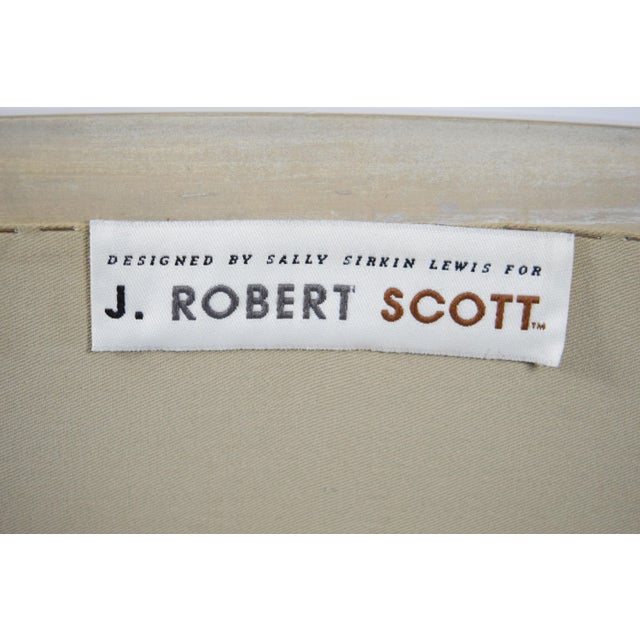 DESIGNED BY SALLY SIRKIN LEWIS FOR
J. ROBERT SCOTT™